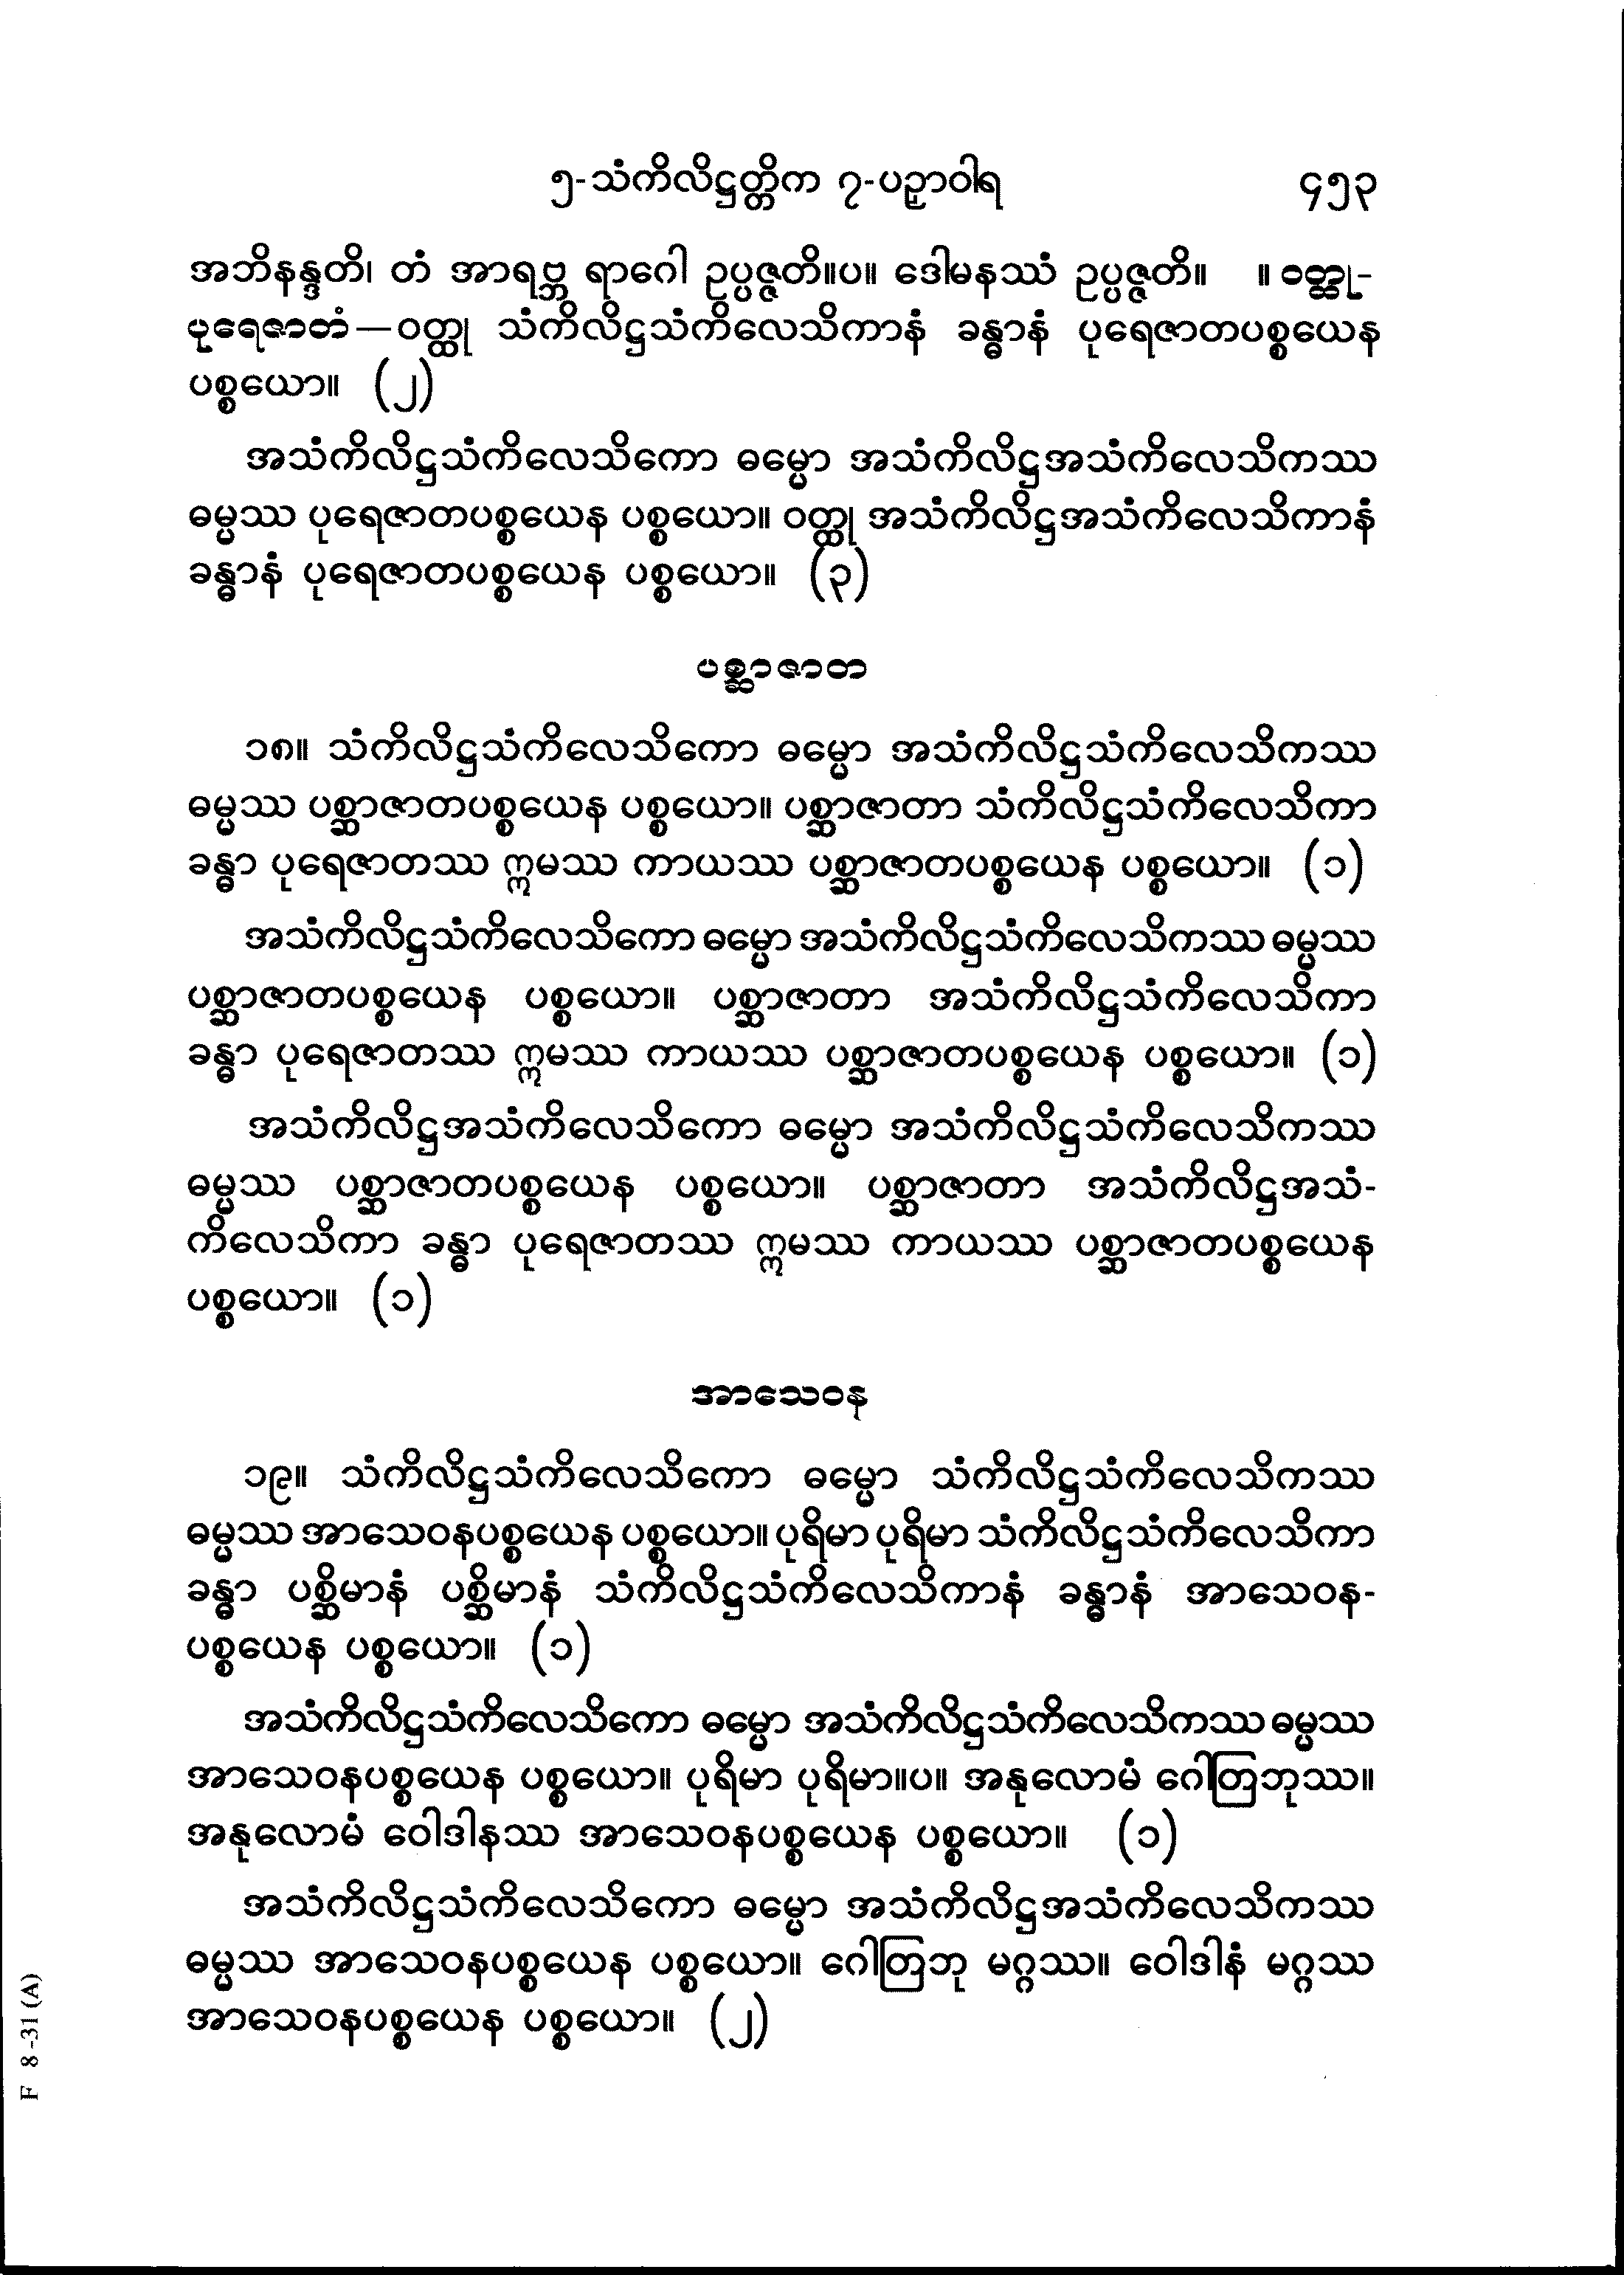 ၅-သံကိလိဋ္ဌတ္တိက ၇-ပဉှာဝါရ ၄၅၃
အဘိနန္ဒတိ၊ တံ အာရဗ္ဘ ရာဂေါ ဥပ္ပဇ္ဇတိ။ပ။ ဒေါမနဿံ ဥပ္ပဇ္ဇတိ။ ။ ဝတ္ထု-
ပုရေဇာတံ — ဝတ္ထု သံကိလိဋ္ဌသံကိလေသိကာနံ ခန္ဓာနံ ပုရေဇာတပစ္စယေန
ပစ္စယော။ (၂)
အသံကိလိဋ္ဌသံကိလေသိကော ဓမ္မော အသံကိလိဋ္ဌအသံကိလေသိကဿ
ဓမ္မဿ ပုရေဇာတပစ္စယေန ပစ္စယော။ ဝတ္ထု အသံကိလိဋ္ဌအသံကိလေသိကာနံ
ခန္ဓာနံ ပုရေဇာတပစ္စယေန ပစ္စယော။ (၃)
ပစ္ဆာဇာတ
၁၈။ သံကိလိဋ္ဌသံကိလေသိကော ဓမ္မော အသံကိလိဋ္ဌသံကိလေသိကဿ
ဓမ္မဿ ပစ္ဆာဇာတပစ္စယေန ပစ္စယော။ ပစ္ဆာဇာတာ သံကိလိဋ္ဌသံကိလေသိကာ
ခန္ဓာ ပုရေဇာတဿ ဣမဿ ကာယဿ ပစ္ဆာဇာတပစ္စယေန ပစ္စယော။ (၁)
အသံကိလိဋ္ဌသံကိလေသိကော ဓမ္မော အသံကိလိဋ္ဌသံကိလေသိကဿ ဓမ္မဿ
ပစ္ဆာဇာတပစ္စယေန ပစ္စယော။ ပစ္ဆာဇာတာ အသံကိလိဋ္ဌသံကိလေသိကာ
ခန္ဓာ ပုရေဇာတဿ ဣမဿ ကာယဿ ပစ္ဆာဇာတပစ္စယေန ပစ္စယော။ (၁)
အသံကိလိဋ္ဌအသံကိလေသိကော ဓမ္မော အသံကိလိဋ္ဌသံကိလေသိကဿ
ဓမ္မဿ ပစ္ဆာဇာတပစ္စယေန ပစ္စယော။ ပစ္ဆာဇာတာ အသံကိလိဋ္ဌအသံ-
ကိလေသိကာ ခန္ဓာ ပုရေဇာတဿ ဣမဿ ကာယဿ ပစ္ဆာဇာတပစ္စယေန
ပစ္စယော။ (၁)
အာသေဝန
၁၉။ သံကိလိဋ္ဌသံကိလေသိကော ဓမ္မော သံကိလိဋ္ဌသံကိလေသိကဿ
ဓမ္မဿ အာသေဝနပစ္စယေန ပစ္စယော။ ပုရိမာ ပုရိမာ သံကိလိဋ္ဌသံကိလေသိကာ
ခန္ဓာ ပစ္ဆိမာနံ ပစ္ဆိမာနံ သံကိလိဋ္ဌသံကိလေသိကာနံ ခန္ဓာနံ အာသေဝန-
ပစ္စယေန ပစ္စယော။ (၁)
အသံကိလိဋ္ဌသံကိလေသိကော ဓမ္မော အသံကိလိဋ္ဌသံကိလေသိကဿ ဓမ္မဿ
အာသေဝနပစ္စယေန ပစ္စယော။ ပုရိမာ ပုရိမာ။ပ။ အနုလောမံ ဂေါတြဘုဿ။
အနုလောမံ ဝေါဒါနဿ အာသေဝနပစ္စယေန ပစ္စယော။ (၁)
အသံကိလိဋ္ဌသံကိလေသိကော ဓမ္မော အသံကိလိဋ္ဌအသံကိလေသိကဿ
ဓမ္မဿ အာသေဝနပစ္စယေန ပစ္စယော။ ဂေါတြဘု မဂ္ဂဿ။ ဝေါဒါနံ မဂ္ဂဿ
အာသေဝနပစ္စယေန ပစ္စယော။ (၂)
F 8 -31 (A)